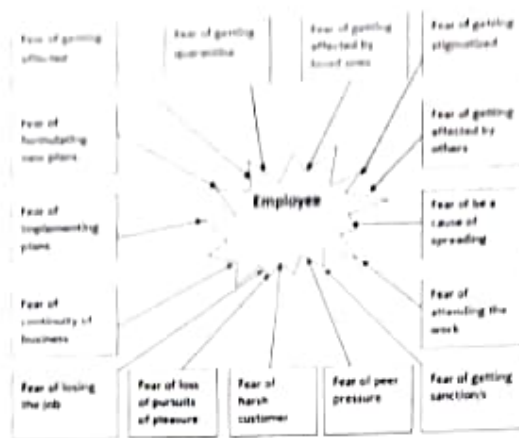 Fear of getting
affected
Fear of getting
quarantine
Fear of getting
affected by
loved ones
Fear of getting
stigmatized
Fear of
formulating
new plans
Fear of getting
affected by
others
Employee
Fear of
implementing
plans
Fear of be a
cause of
spreading
Fear of
continuity of
business
Fear of
attending the
work
Fear of losing
the job
Fear of loss
of pursuits
of pleasure
Fear of
harsh
customer
Fear of peer
pressure
Fear of getting
sanction/s